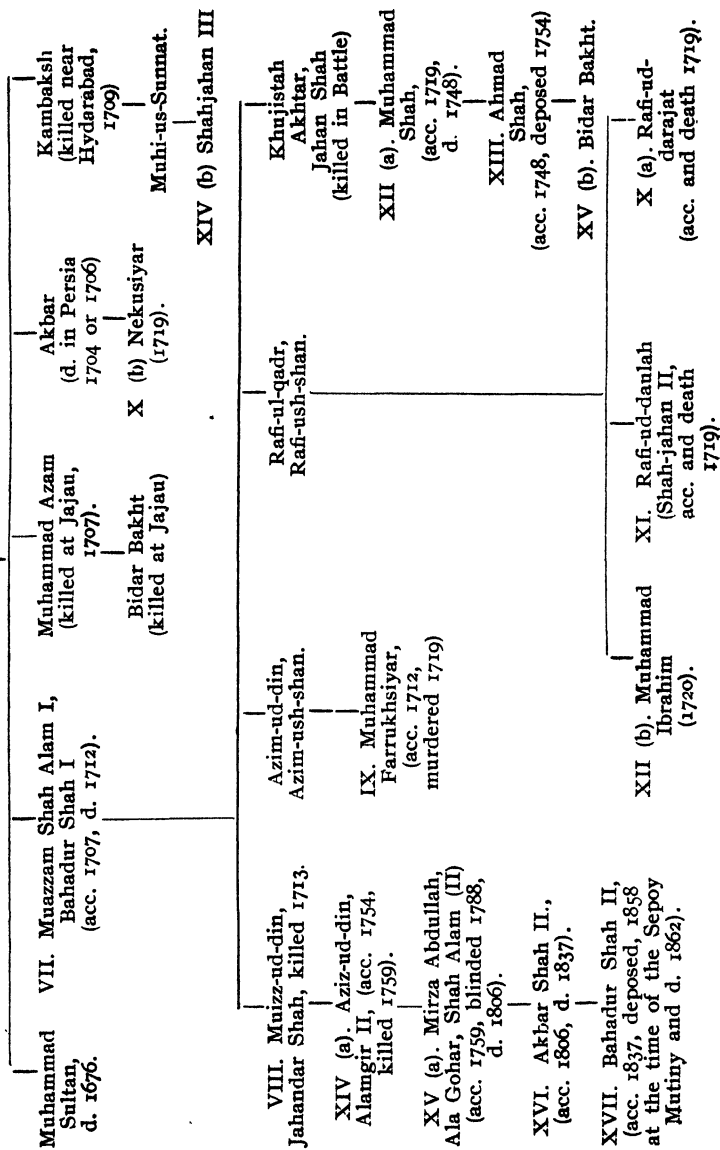 Muhammad
Sultan,
d. 1676.
VII. Muazzam Shah Alam I,
Bahadur Shah I
(acc. 1707, d. 1712).
Muhammad Azam
(killed at Jajau,
1707).
Bidar Bakht
(killed at Jajau)
Akbar
(d. in Persia
1704 or 1706)
X (b) Nekusiyar
(1719).
Kambaksh
(killed near
Hydarabad,
1709)
Muhi-us-Sunnat.
XIV (b) Shahjahan III
VIII. Muizz-ud-din,
Jahandar Shah, killed 1713.
XIV (a). Aziz-ud-din,
Alamgir II, (acc. 1754,
killed 1759).
XV (a). Mirza Abdullah,
Ala Gohar, Shah Alam (II)
(acc. 1759, blinded 1788,
d. 1806).
XVI. Akbar Shah II.,
(acc. 1806, d. 1837).
XVII. Bahadur Shah II,
(acc. 1837, deposed, 1858
at the time of the Sepoy
Mutiny and d. 1862).
Azim-ud-din,
Azim-ush-shan.
IX. Muhammad
Farrukhsiyar,
(acc. 1712,
murdered 1719)
Rafi-ul-qadr,
Rafi-ush-shan.
Khujistah
Akhtar,
Jahan Shah
(killed in Battle)
XII (a). Muhammad
Shah,
(acc. 1719,
d. 1748).
XIII. Ahmad
Shah,
(acc. 1748, deposed 1754)
XV (b). Bidar Bakht.
XII (b). Muhammad
Ibrahim
(1720).
XI. Rafi-ud-daulah
(Shah-jahan II,
acc. and death
1719).
X (a). Rafi-ud-
darajat
(acc. and death 1719).